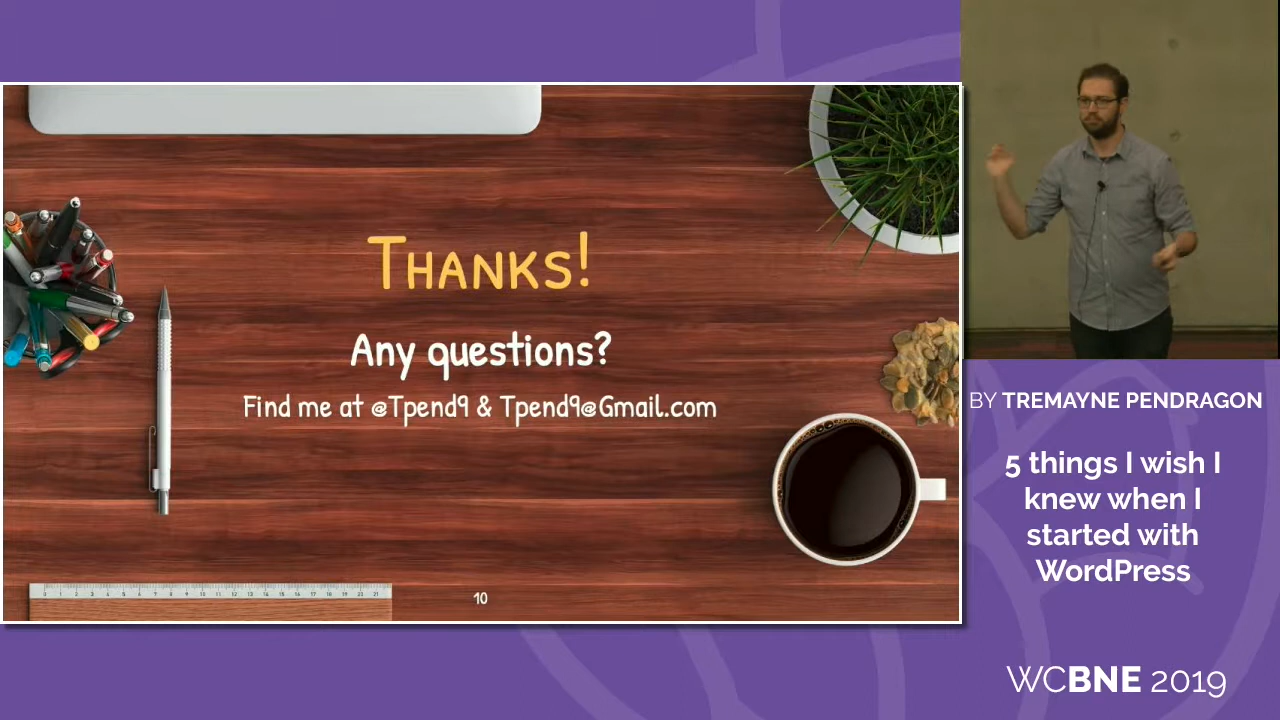 Thanks!
Any questions?
Find me at @Tpend9 & Tpend9@Gmail.com
10
BY TREMAYNE PENDRAGON
5 things I wish I
knew when I
started with
WordPress
WCBNE 2019